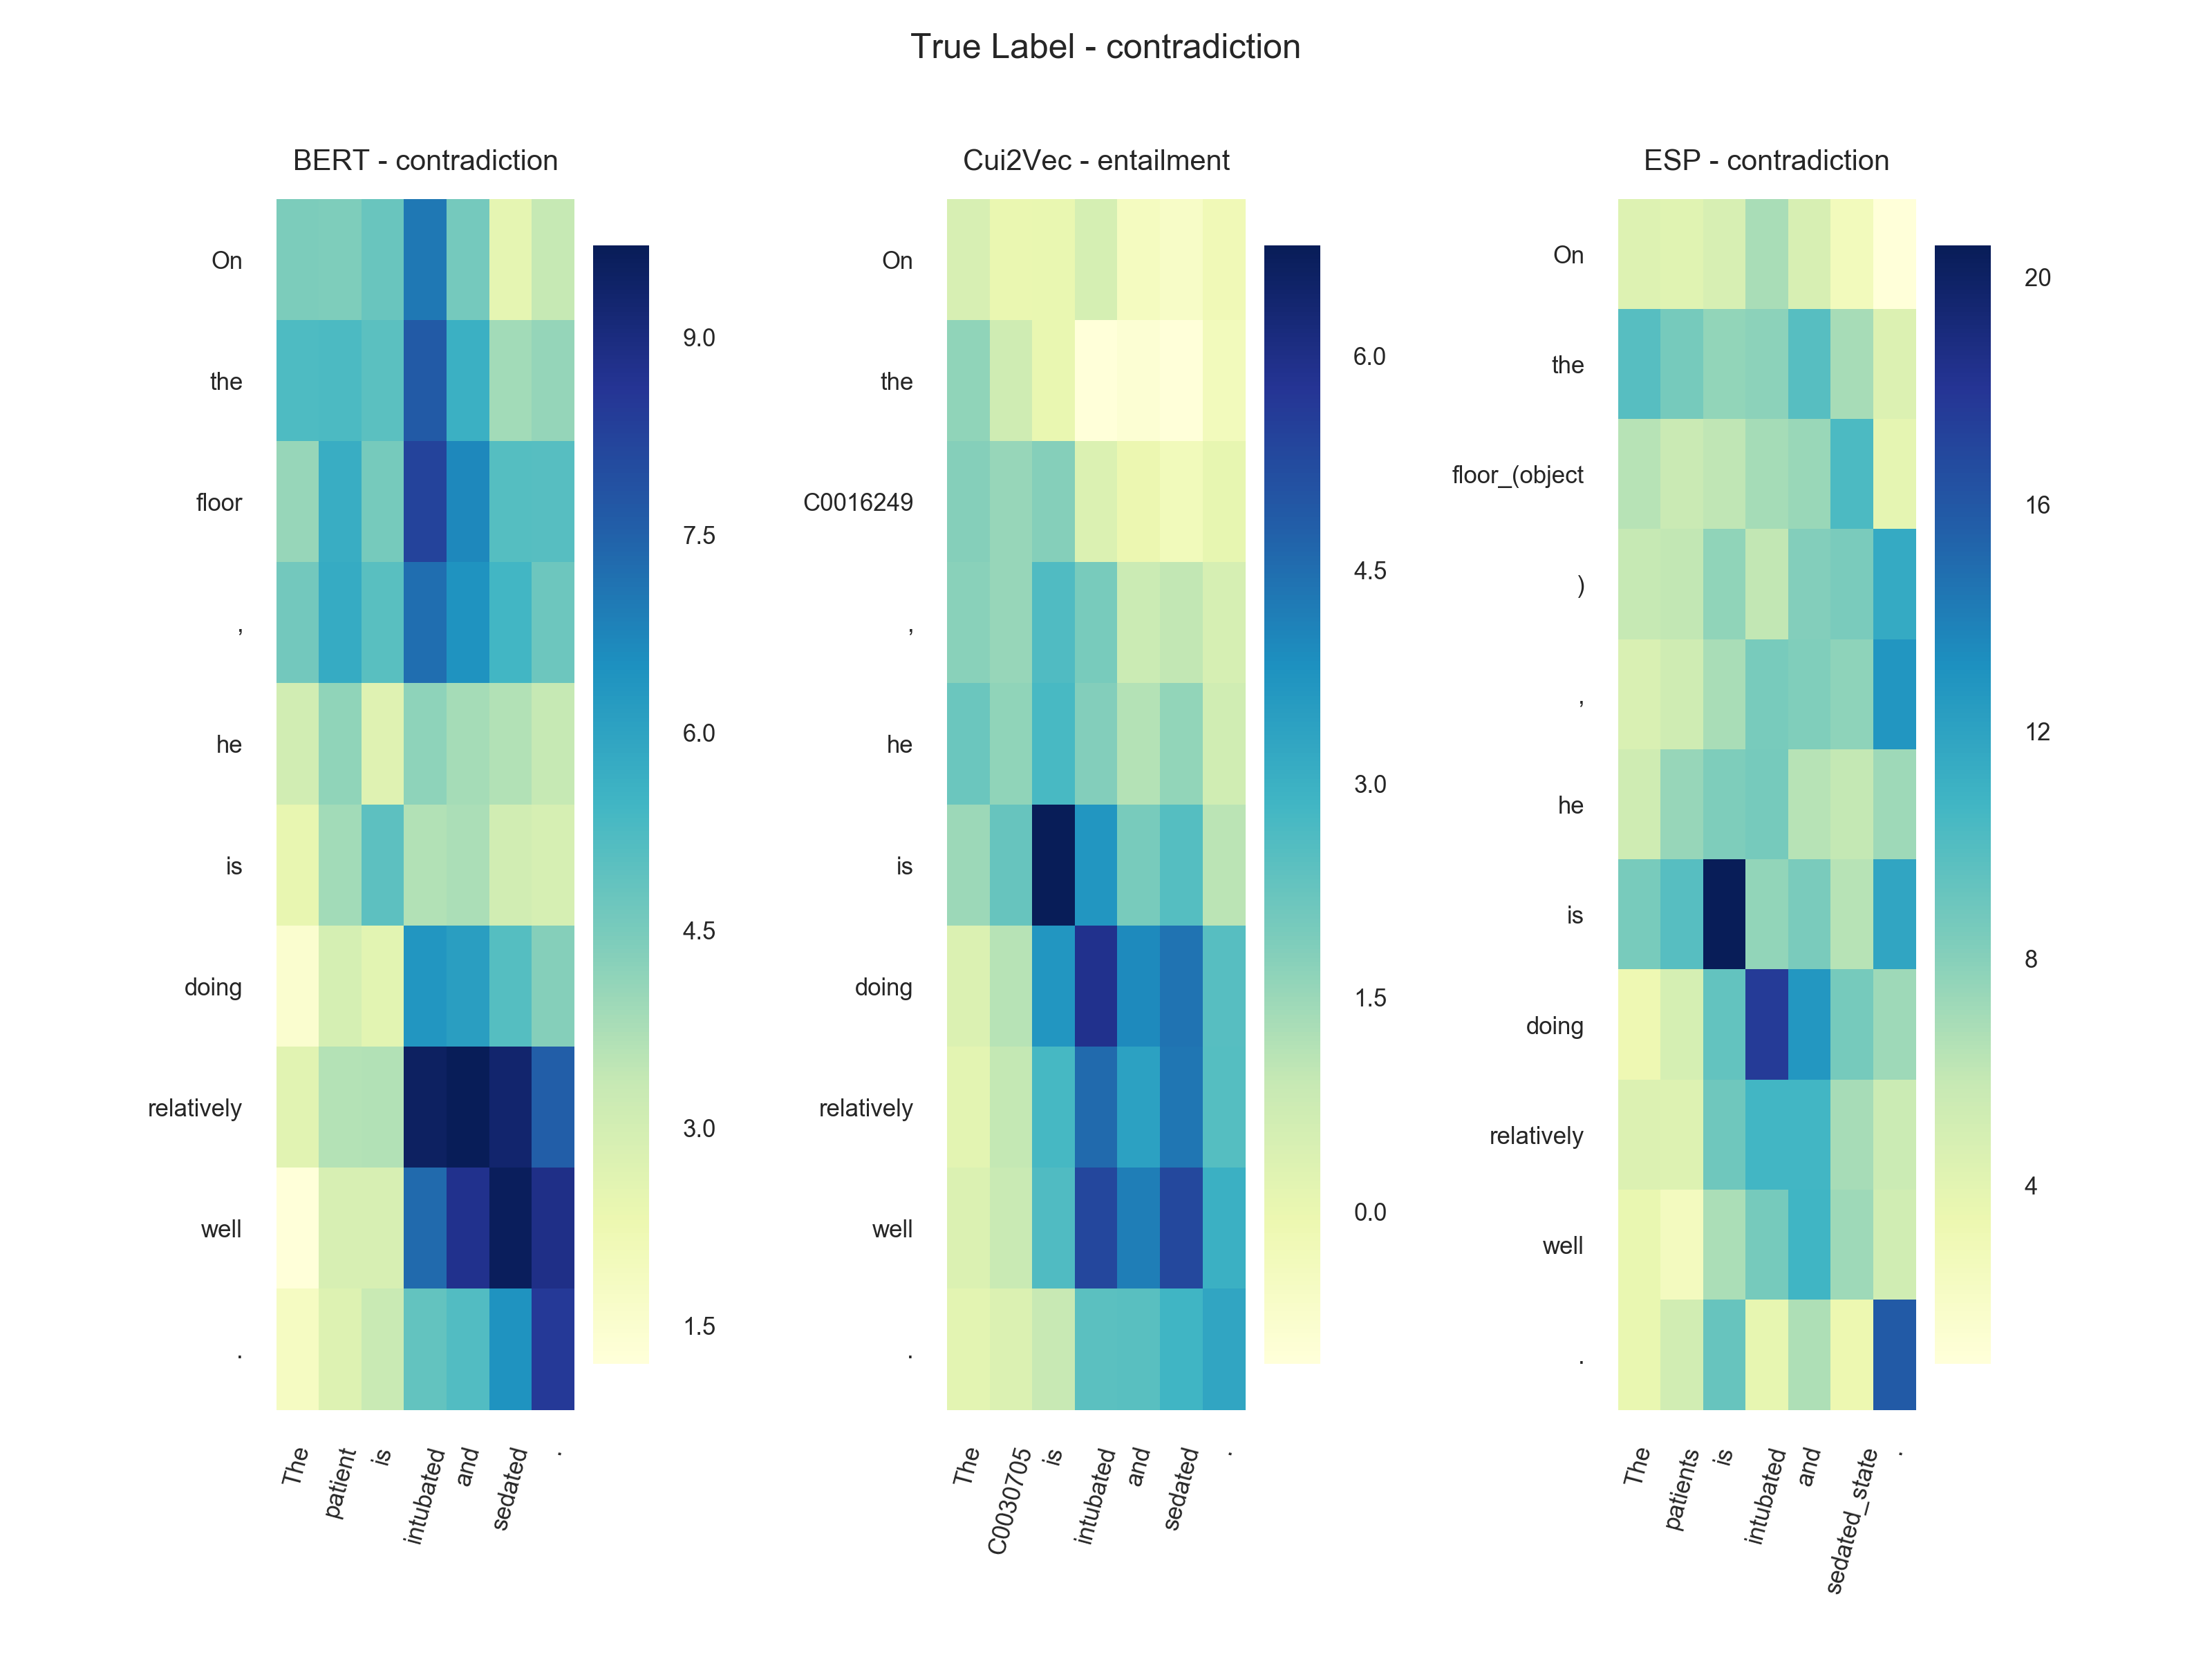 True Label - contradiction
BERT - contradiction
On
the
floor
,
he
is
doing
relatively
well
.
The
patient
is
intubated
and
sedated
.
9.0
7.5
6.0
4.5
3.0
1.5
Cui2Vec - entailment
On
the
C0016249
,
he
is
doing
relatively
well
.
The
C0030705
is
intubated
and
sedated
.
6.0
4.5
3.0
1.5
0.0
ESP - contradiction
On
the
floor_(object
)
,
he
is
doing
relatively
well
.
The
patients
is
intubated
and
sedated_state
.
20
16
12
8
4